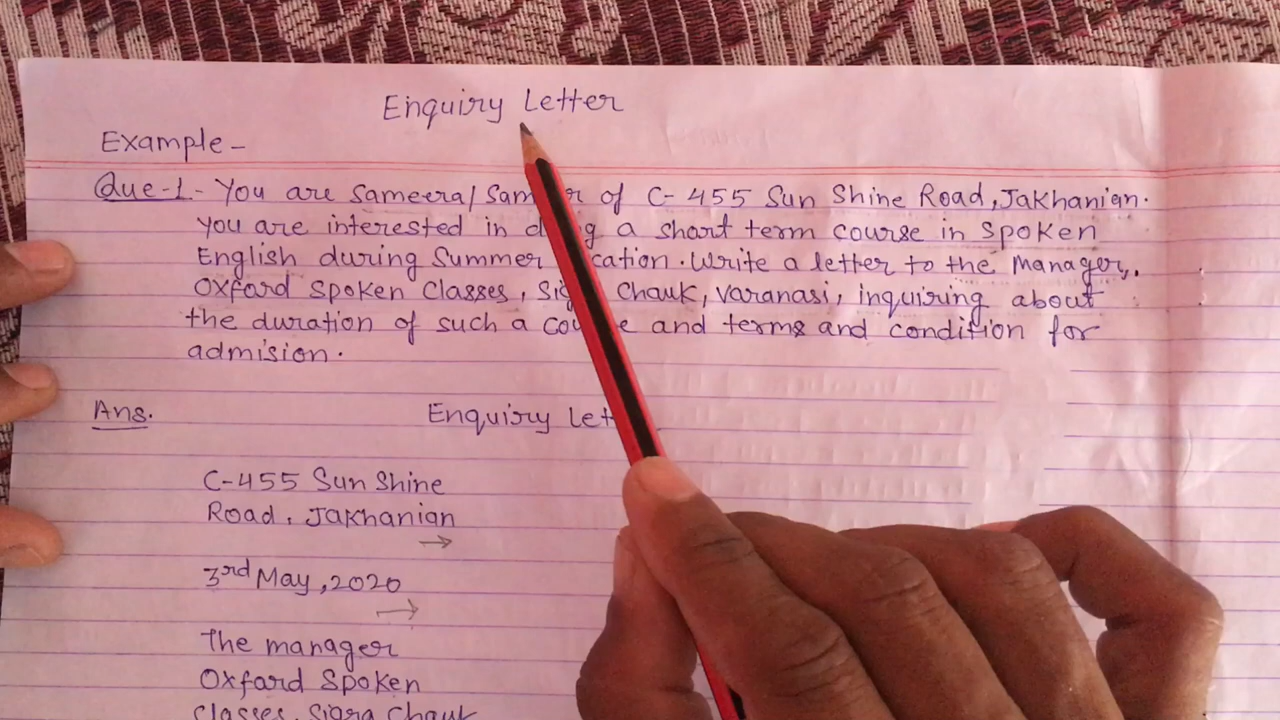 Enquiry Letter
Example -
Que-1- You are Sameera/ of C-455 Sun Shine Road, Jakhanian.
You are interested in a short term course in Spoken
English during Summer . Write a letter to the Manager,.
Oxford Spoken Classes, Chauk, Varanasi, inquiring about
the duration of such a and terms and condition for
admision.
Ans.
Enquiry
C-455 Sun Shine
Road, Jakhanian
3rd May, 2020
The manager
Oxford Spoken
Classes, Sigra Chauk